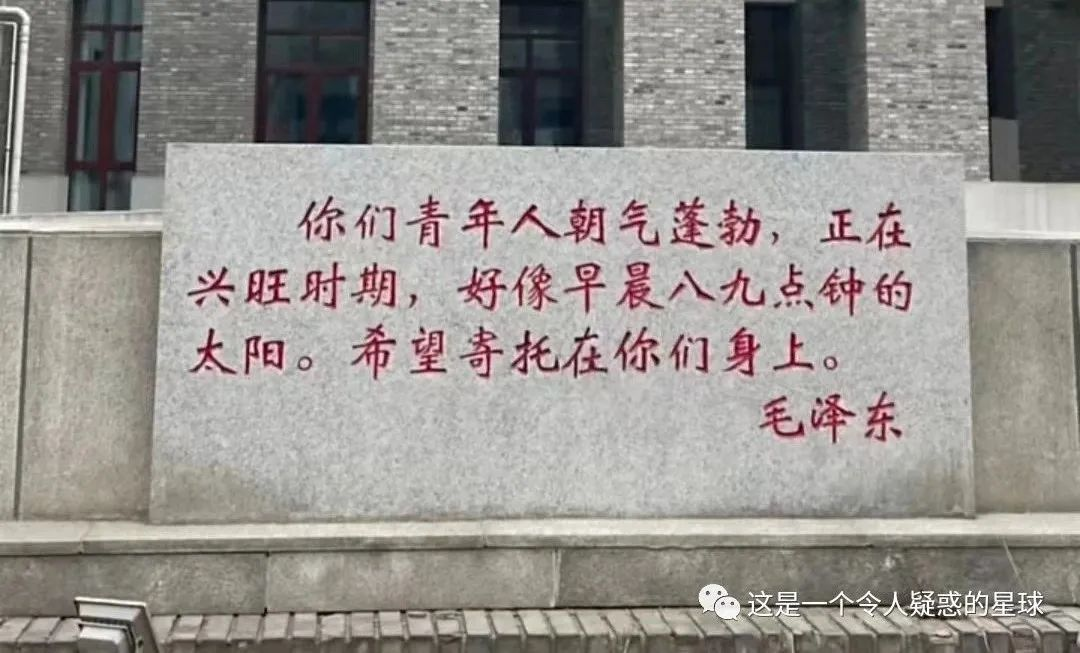 你们青年人朝气蓬勃，正在
兴旺时期，好像早晨八九点钟的
太阳。希望寄托在你们身上。
毛泽东
这是一个令人疑惑的星球